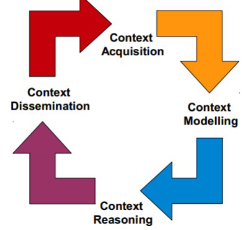 Context
Acquisition
Context
Modelling
Context
Reasoning
Context
Dissemination